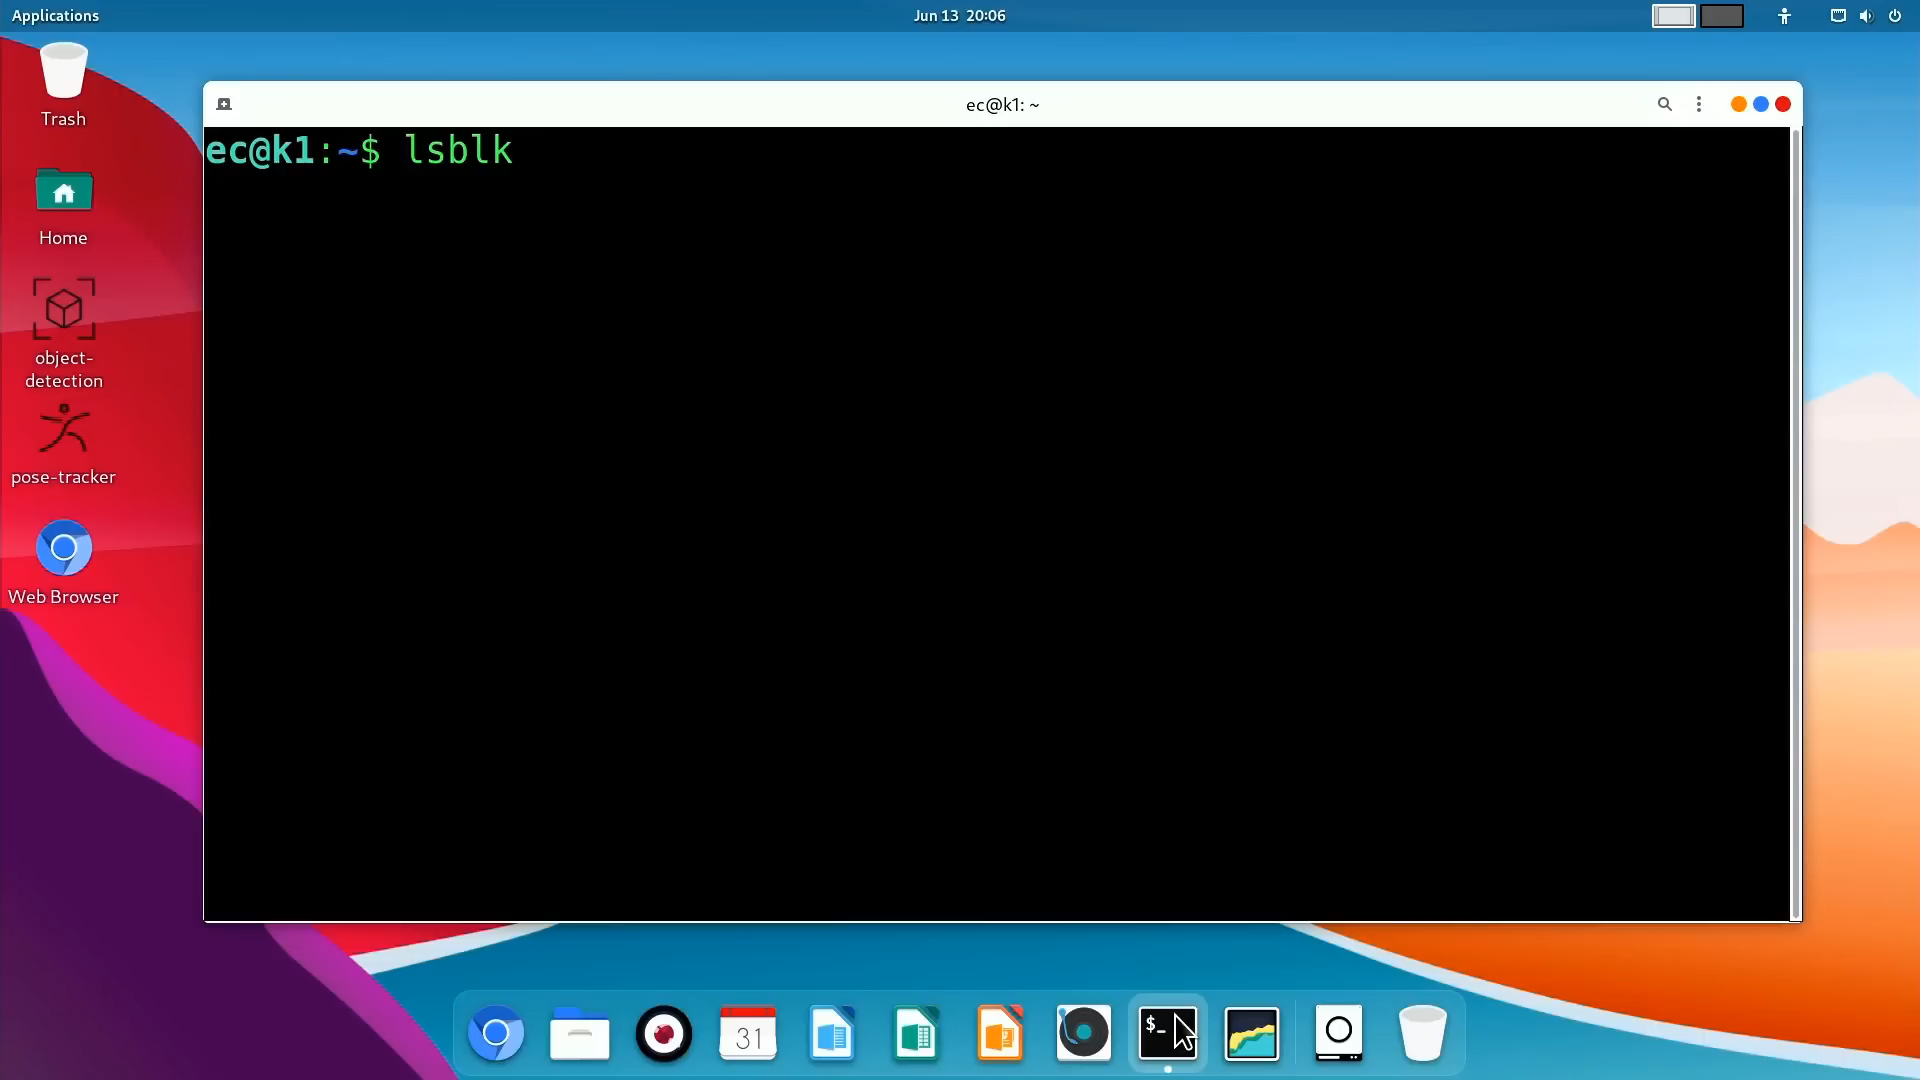 Applications
Jun 13 20:06
Trash
Home
object-
detection
pose-tracker
Web Browser
ec@k1: ~
ec@k1:~$ lsblk
31
$_